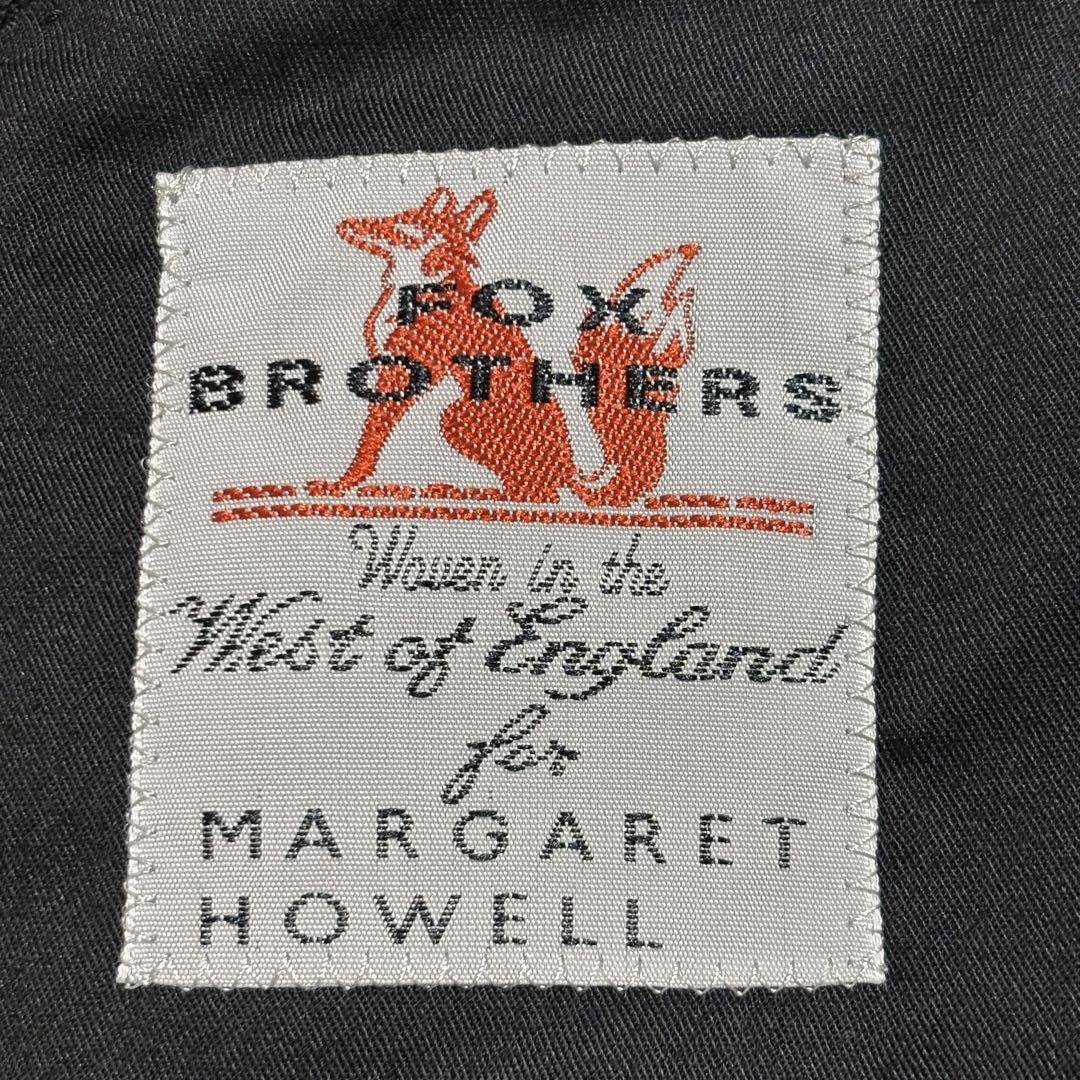 FOX
BROTHERS
Woven in the
West of England
for
MARGARET
HOWELL